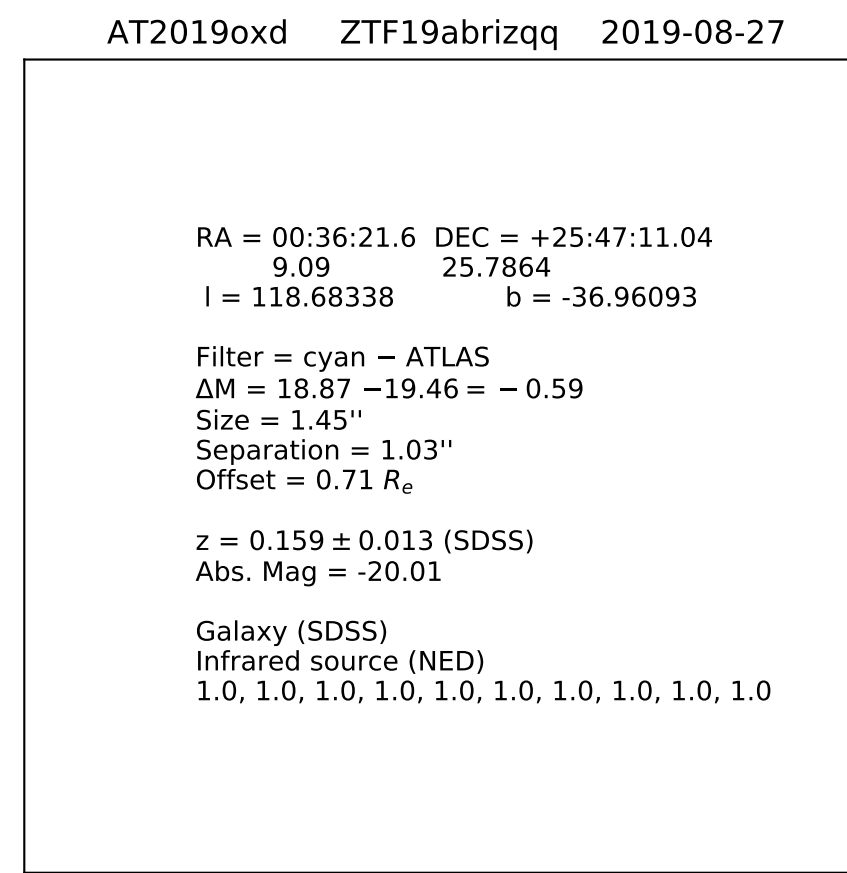 AT2019oxd ZTF19abrizqq 2019-08-27
RA = 00:36:21.6 DEC = +25:47:11.04
9.09 25.7864
l = 118.68338 b = -36.96093
Filter = cyan − ATLAS
ΔM = 18.87 −19.46 = − 0.59
Size = 1.45''
Separation = 1.03''
Offset = 0.71 Re
z = 0.159 ± 0.013 (SDSS)
Abs. Mag = -20.01
Galaxy (SDSS)
Infrared source (NED)
1.0, 1.0, 1.0, 1.0, 1.0, 1.0, 1.0, 1.0, 1.0, 1.0